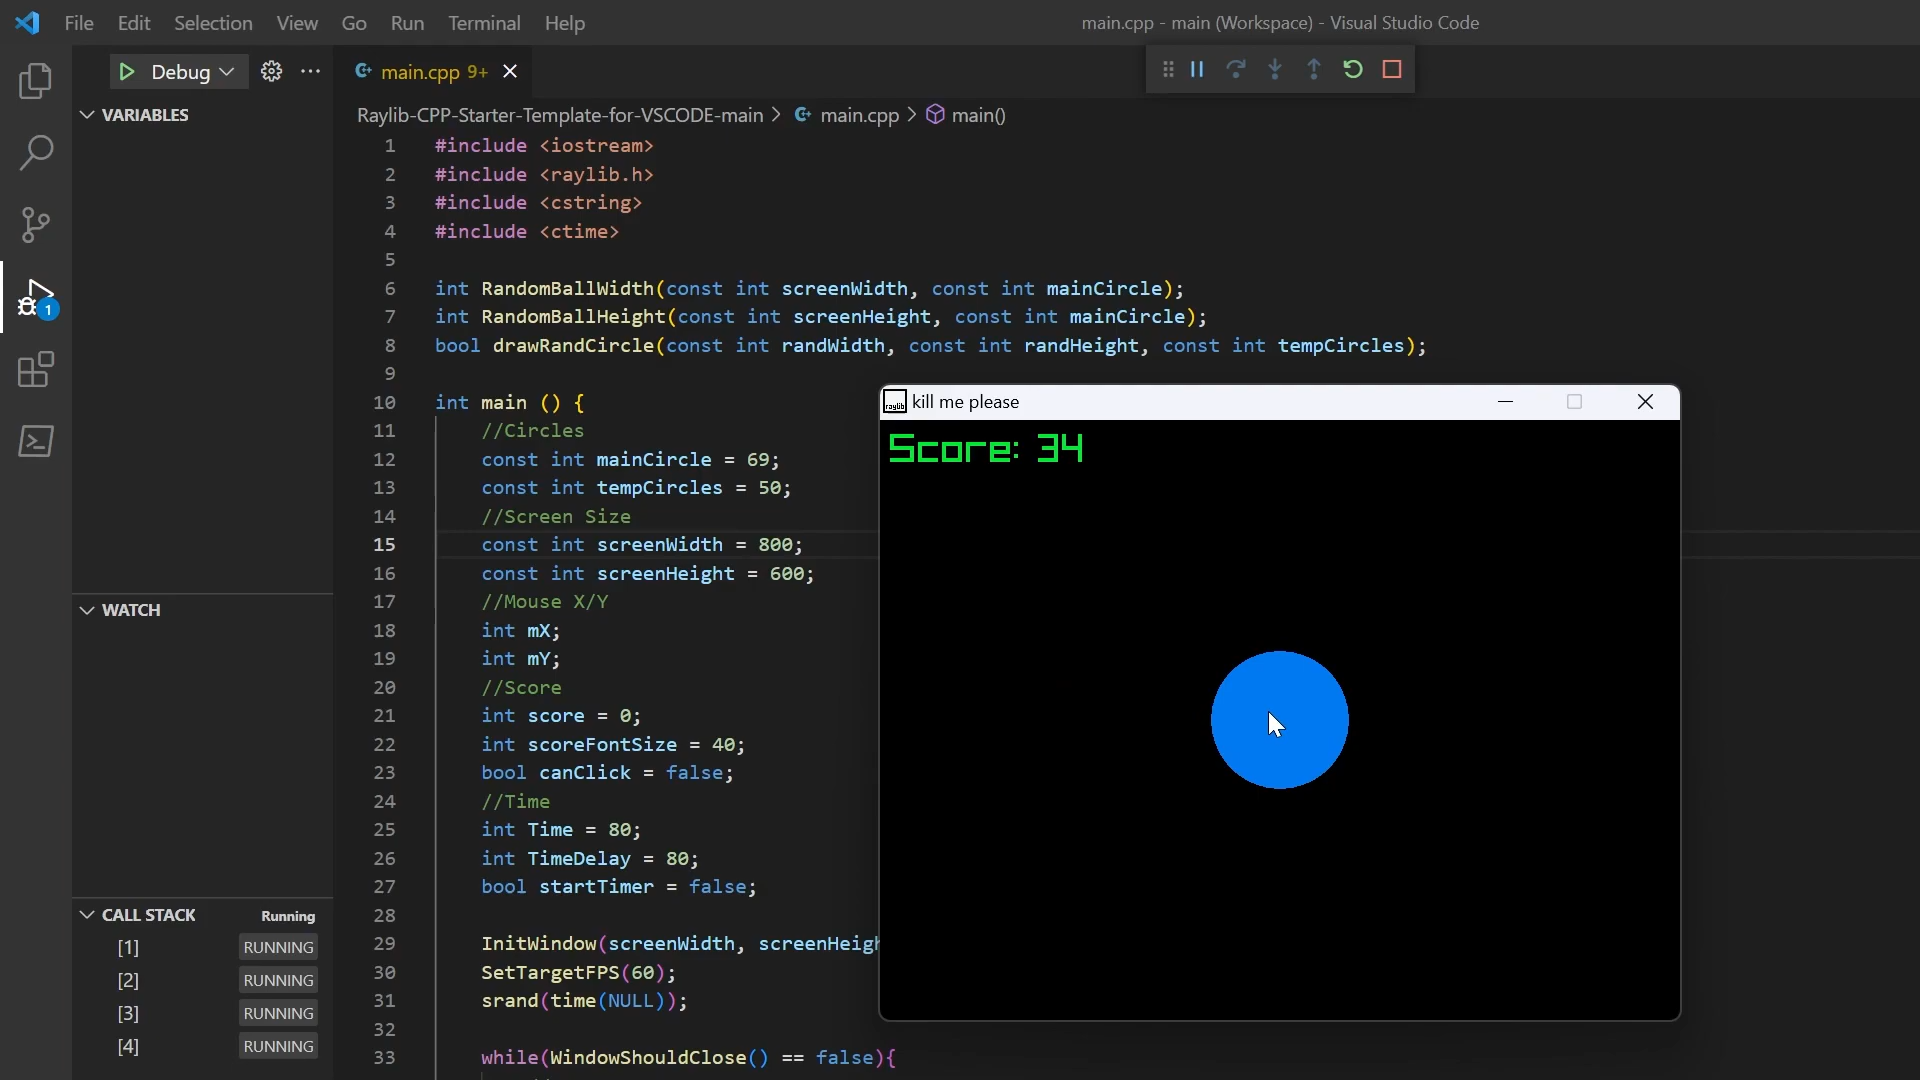 File Edit Selection View Go Run Terminal Help
main.cpp - main (Workspace) - Visual Studio Code
Debug
main.cpp 9+
VARIABLES
Raylib-CPP-Starter-Template-for-VSCODE-main > main.cpp > main()
1 #include <iostream>
2 #include <raylib.h>
3 #include <cstring>
4 #include <ctime>
5
6 int RandomBallWidth(const int screenWidth, const int mainCircle);
7 int RandomBallHeight(const int screenHeight, const int mainCircle);
8 bool drawRandCircle(const int randWidth, const int randHeight, const int tempCircles);
9
10 int main () {
11 //Circles
12 const int mainCircle = 69;
13 const int tempCircles = 50;
14 //Screen Size
15 const int screenWidth = 800;
16 const int screenHeight = 600;
17 //Mouse X/Y
18 int mX;
19 int mY;
20 //Score
21 int score = 0;
22 int scoreFontSize = 40;
23 bool canClick = false;
24 //Time
25 int Time = 80;
26 int TimeDelay = 80;
27 bool startTimer = false;
28
29 InitWindow(screenWidth, screenHeigh
30 SetTargetFPS(60);
31 srand(time(NULL));
32
33 while(WindowShouldClose() == false){
1
WATCH
CALL STACK Running
[1] RUNNING
[2] RUNNING
[3] RUNNING
[4] RUNNING
raylib kill me please
Score: 34